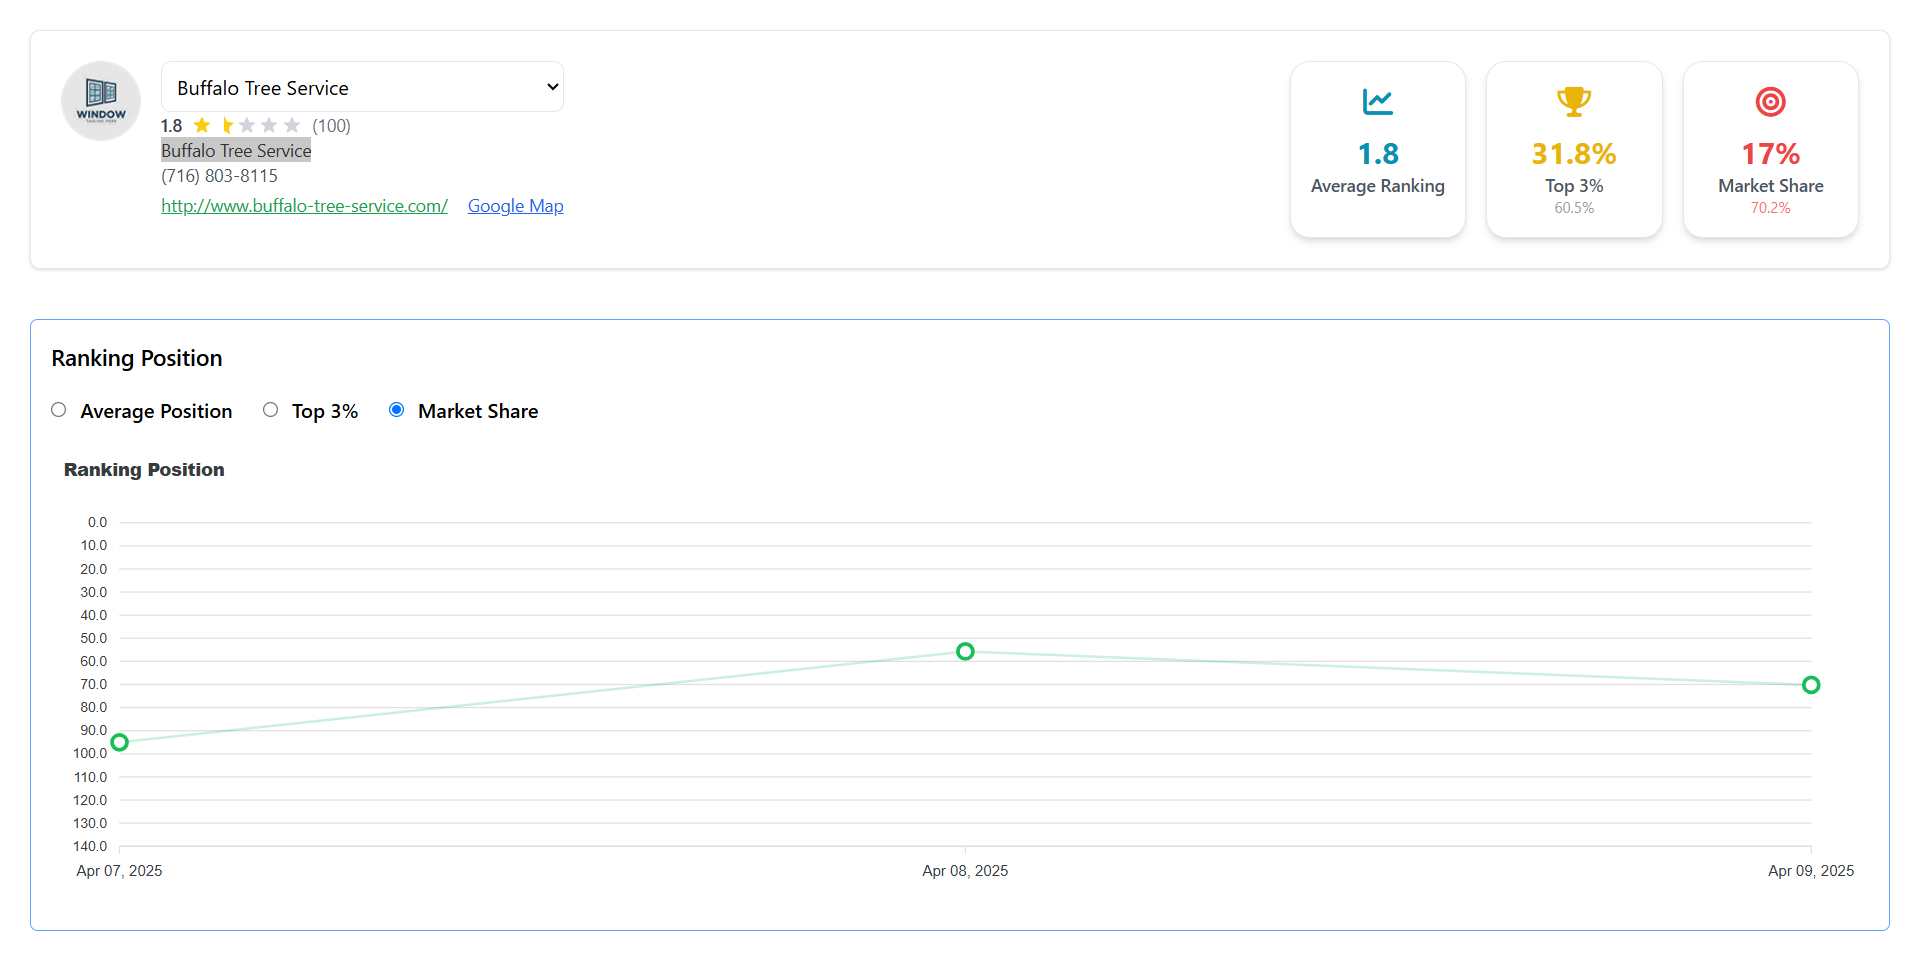 Buffalo Tree Service
WINDOW
1.8 (100)
Buffalo Tree Service
(716) 803-8115
http://www.buffalo-tree-service.com/ Google Map
1.8
Average Ranking
31.8%
Top 3%
60.5%
17%
Market Share
70.2%
Ranking Position
Average Position Top 3% Market Share
Ranking Position
0.0
10.0
20.0
30.0
40.0
50.0
60.0
70.0
80.0
90.0
100.0
110.0
120.0
130.0
140.0
Apr 07, 2025 Apr 08, 2025 Apr 09, 2025